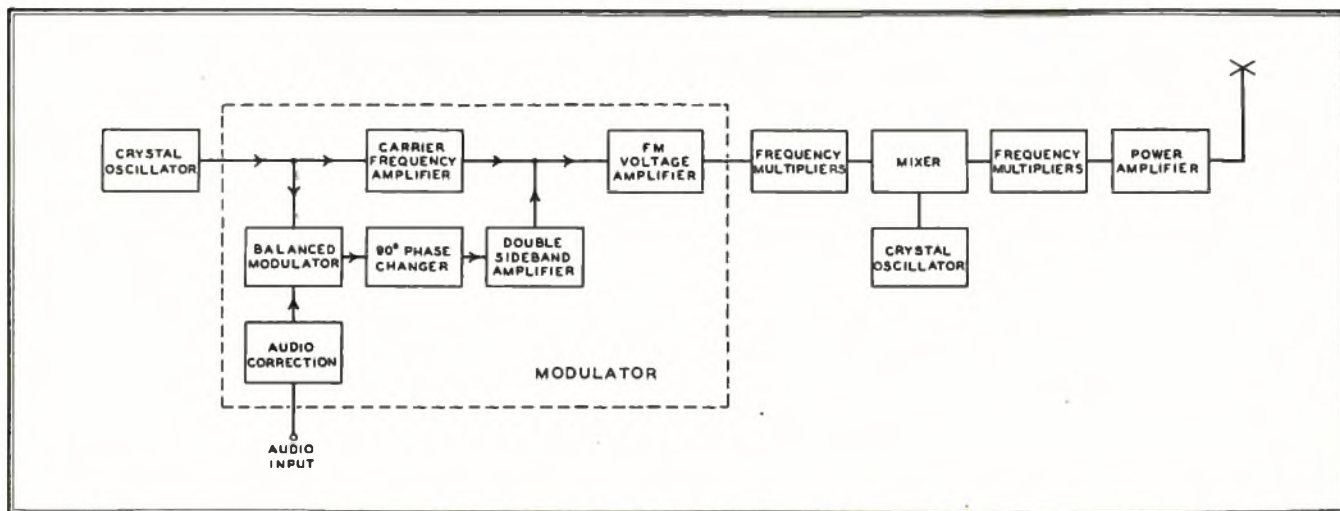 CRYSTAL
OSCILLATOR
CARRIER
FREQUENCY
AMPLIFIER
FM
VOLTAGE
AMPLIFIER
FREQUENCY
MULTIPLIERS
MIXER
FREQUENCY
MULTIPLIERS
POWER
AMPLIFIER
BALANCED
MODULATOR
90° PHASE
CHANGER
DOUBLE
SIDEBAND
AMPLIFIER
CRYSTAL
OSCILLATOR
AUDIO
CORRECTION
MODULATOR
AUDIO
INPUT